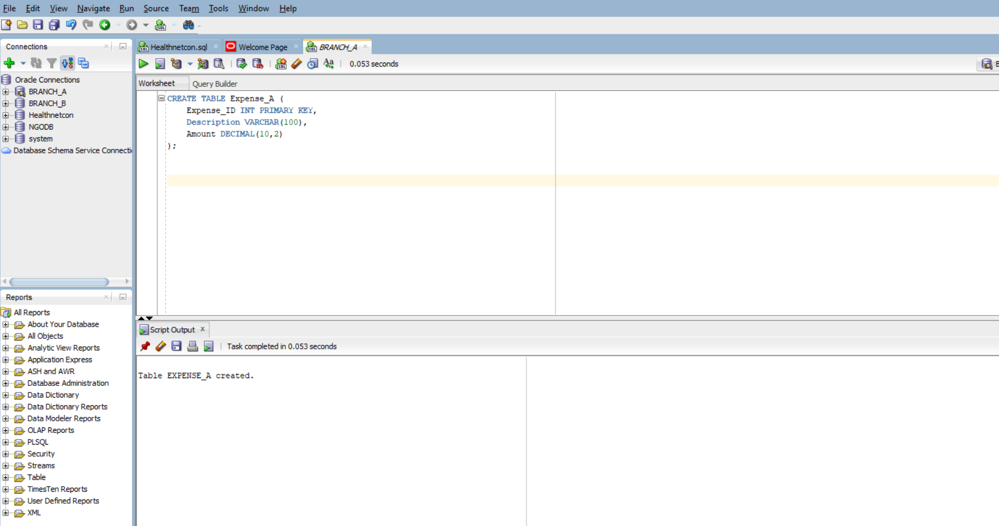 File Edit View Navigate Run Source Team Tools Window Help
Connections
Oracle Connections
BRANCH_A
BRANCH_B
Healthnetcon
NGODB
system
Database Schema Service Connecti
Reports
All Reports
About Your Database
All Objects
Analytic View Reports
Application Express
ASH and AWR
Database Administration
Data Dictionary
Data Dictionary Reports
Data Modeler Reports
OLAP Reports
PLSQL
Security
Streams
Table
TimesTen Reports
User Defined Reports
XML
Healthnetcon.sql Welcome Page BRANCH_A
0.053 seconds
Worksheet Query Builder
CREATE TABLE Expense_A (
Expense_ID INT PRIMARY KEY,
Description VARCHAR(100),
Amount DECIMAL(10,2)
);
Script Output
Task completed in 0.053 seconds
Table EXPENSE_A created.